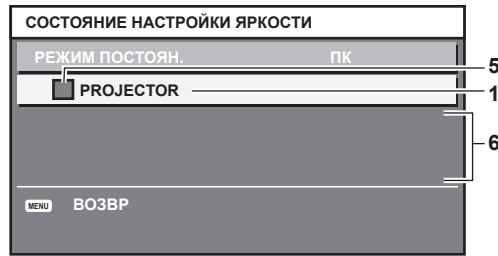 СОСТОЯНИЕ НАСТРОЙКИ ЯРКОСТИ
РЕЖИМ ПОСТОЯН. ПК
5
PROJECTOR 1
6
MENU ВОЗВР